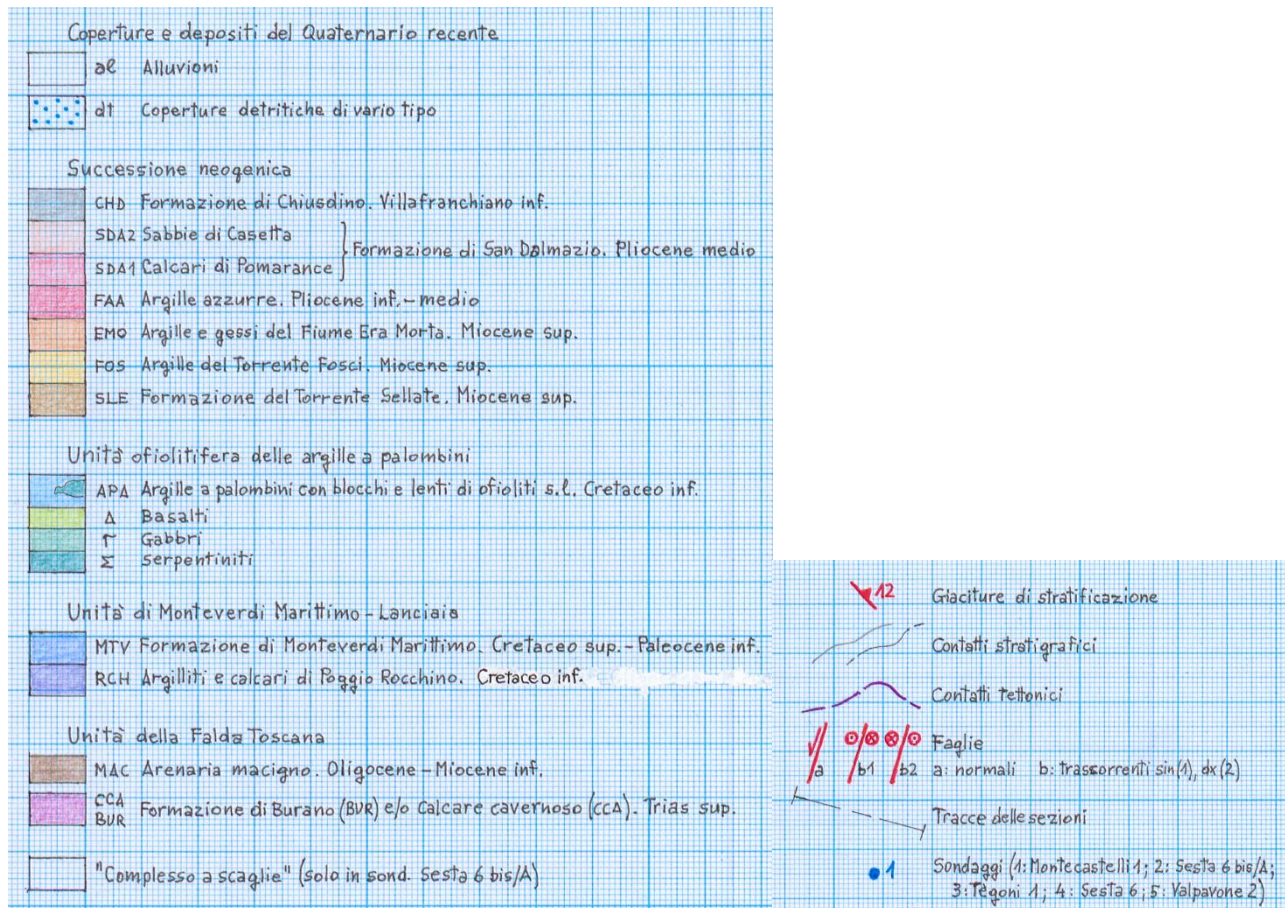 Coperture e depositi del Quaternario recente
al Alluvioni
dt Coperture detritiche di vario tipo
Successione neogenica
CHD Formazione di Chiusdino. Villafranchiano inf.
SDA2 Sabbie di Casetta
Formazione di San Dalmazio. Pliocene medio
SDA1 Calcari di Pomarance
FAA Argille azzurre. Pliocene inf.-medio
EMO Argille e gessi del Fiume Era Morta. Miocene sup.
FOS Argille del Torrente Fosci. Miocene sup.
SLE Formazione del Torrente Sellate. Miocene sup.
Unità ofiolitifera delle argille a palombini
APA Argille a palombini con blocchi e lenti di ofioliti s.l. Cretaceo inf.
Δ Basalti
Γ Gabbri
Σ Serpentiniti
Unità di Monteverdi Marittimo - Lanciaia
MTV Formazione di Monteverdi Marittimo. Cretaceo sup.- Paleocene inf.
RCH Argilliti e calcari di Poggio Rocchino. Cretaceo inf.
Unità della Falda Toscana
MAC Arenaria macigno. Oligocene - Miocene inf.
CCA
BUR Formazione di Burano (BUR) e/o Calcare cavernoso (CCA). Trias sup.
"Complesso a scaglie" (solo in sond. Sesta 6 bis/A)
12 Giaciture di stratificazione
Contatti stratigrafici
Contatti tettonici
Faglie
a b1 b2 a: normali b: trascorrenti sin(1), dx(2)
Tracce delle sezioni
1 Sondaggi (1: Montecastelli 1; 2: Sesta 6 bis/A;
3: Tegoni 1; 4: Sesta 6; 5: Valpavone 2)